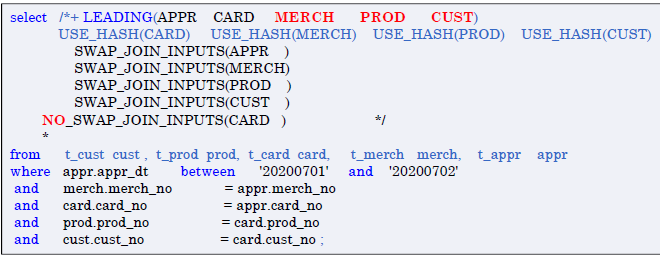 select /*+ LEADING(APPR CARD MERCH PROD CUST)
USE_HASH(CARD) USE_HASH(MERCH) USE_HASH(PROD) USE_HASH(CUST)
SWAP_JOIN_INPUTS(APPR )
SWAP_JOIN_INPUTS(MERCH)
SWAP_JOIN_INPUTS(PROD )
SWAP_JOIN_INPUTS(CUST )
NO_SWAP_JOIN_INPUTS(CARD ) */
*
from t_cust cust , t_prod prod, t_card card, t_merch merch, t_appr appr
where appr.appr_dt between '20200701' and '20200702'
and merch.merch_no = appr.merch_no
and card.card_no = appr.card_no
and prod.prod_no = card.prod_no
and cust.cust_no = card.cust_no ;